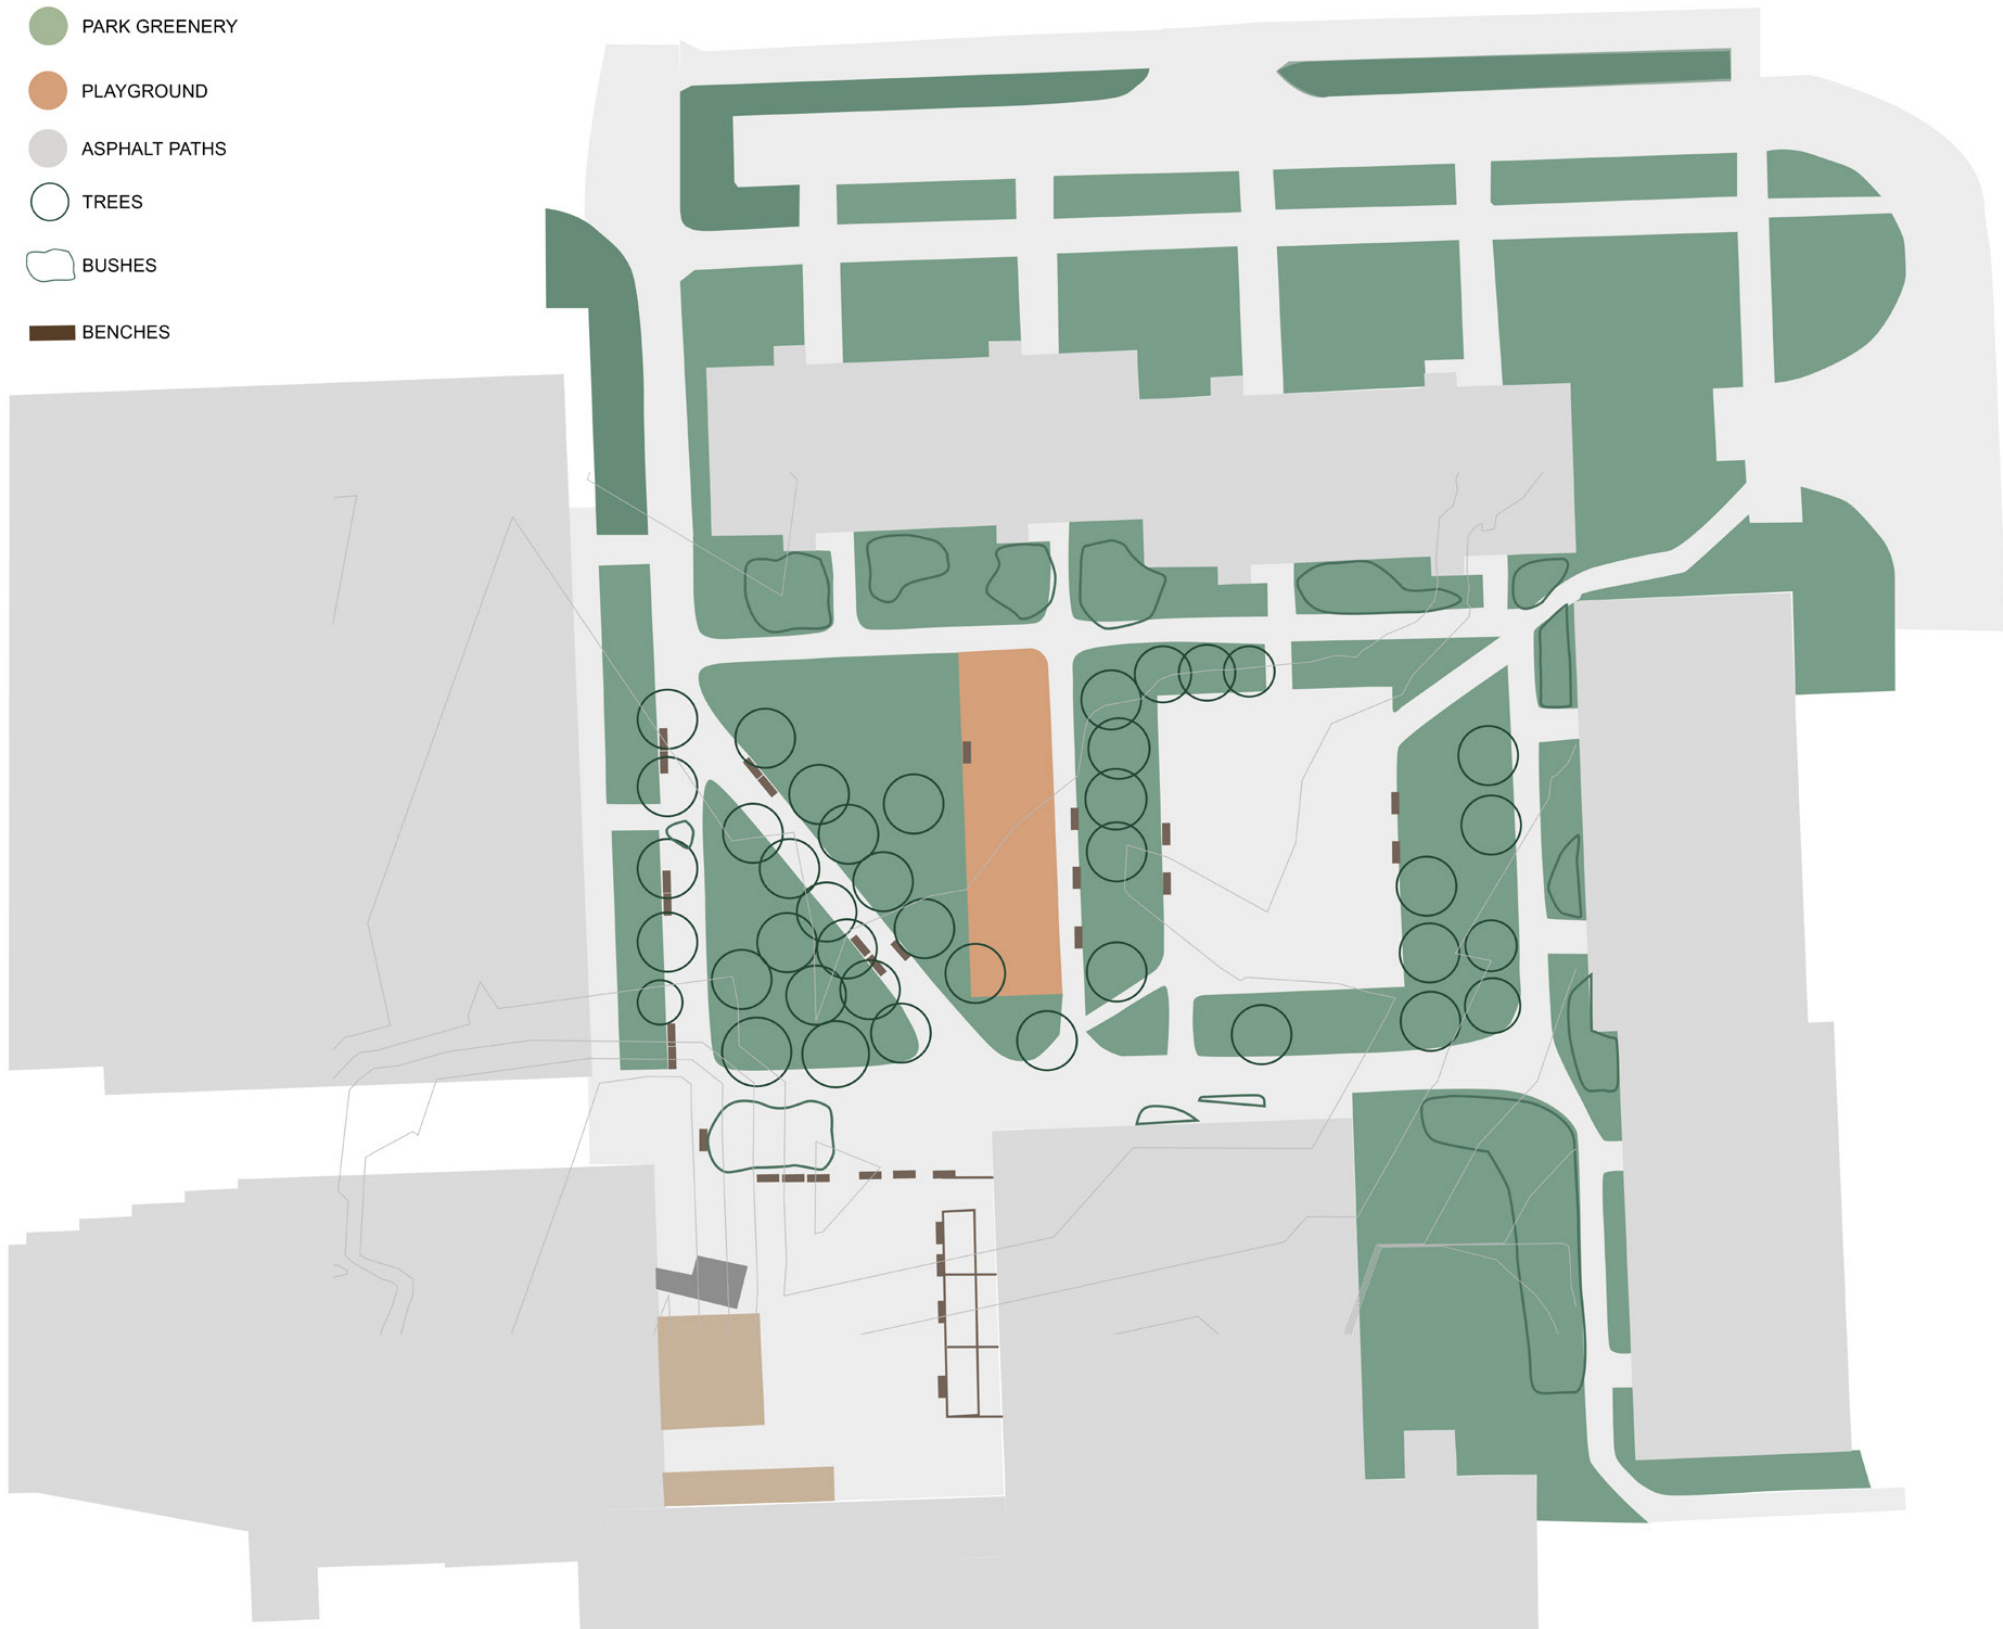 PARK GREENERY
PLAYGROUND
ASPHALT PATHS
TREES
BUSHES
BENCHES